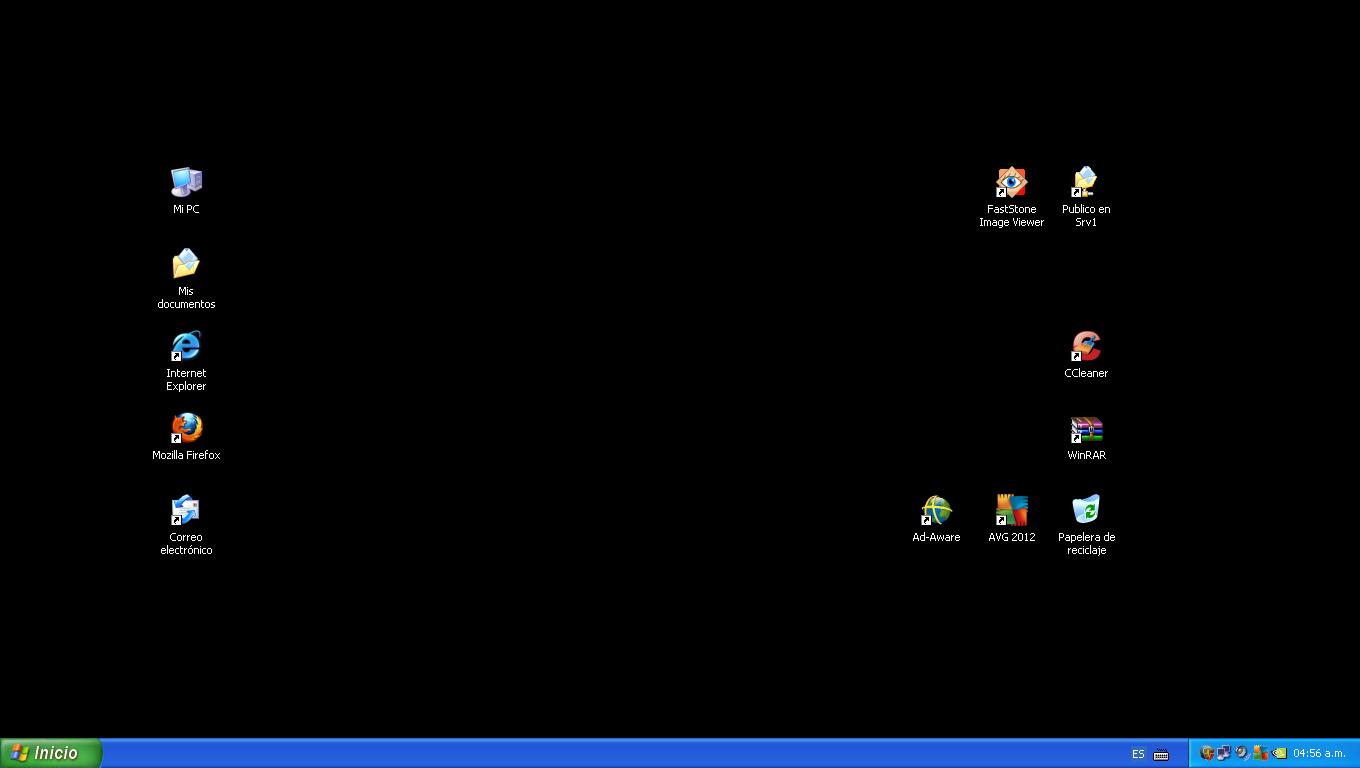 Mi PC
Mis
documentos
Internet
Explorer
Mozilla Firefox
Correo
electrónico
FastStone
Image Viewer
Publico en
Srv1
CCleaner
WinRAR
Ad-Aware
AVG 2012
Papelera de
reciclaje
Inicio
ES
04:56 a.m.